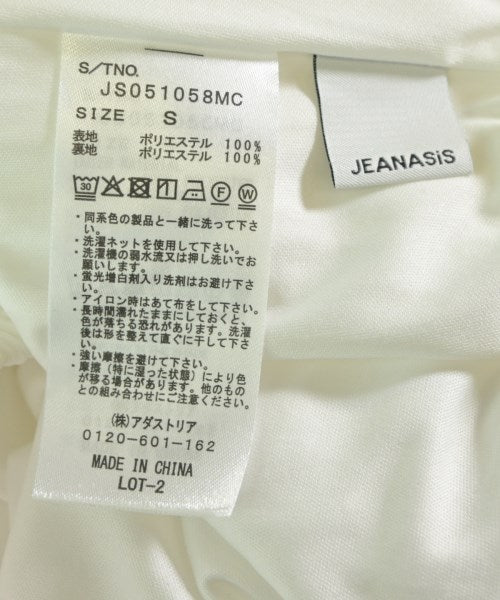 S/TNO.
JS051058MC
SIZE S
表地 ポリエステル 100%
裏地 ポリエステル 100%
30 F W
・同系色の製品と一緒に洗って下さい。
・洗濯ネットを使用して下さい。
・洗濯機の弱水流又は押し洗いでお
願いします。
・蛍光増白剤入り洗剤はお避け下さ
い。
・アイロン時はあて布をして下さい。
・長時間濡れたままにしておくと、
色が落ちる恐れがあります。洗濯
後は形を整えて直ぐに干して下さ
い。
・強い摩擦を避けて下さい。
・摩擦（特に湿った状態）により色
が移る場合があります。他のもの
との組み合わせにご注意ください。
(株)アダストリア
0120-601-162
MADE IN CHINA
LOT-2
JEANASiS